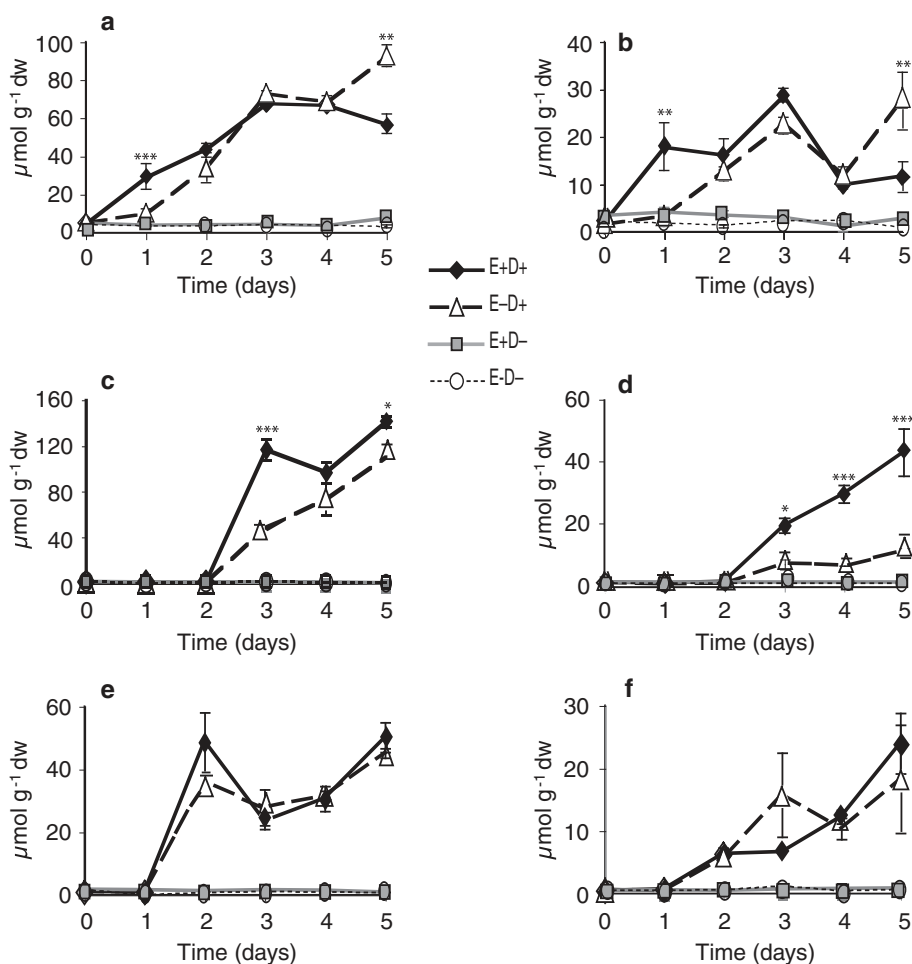 a
μmol g⁻¹ dw
100
80
60
40
20
0
***
**
0 1 2 3 4 5
Time (days)
b
μmol g⁻¹ dw
40
30
20
10
0
**
**
0 1 2 3 4 5
Time (days)
E+D+
E–D+
E+D–
E-D–
c
μmol g⁻¹ dw
160
120
80
40
0
***
*
0 1 2 3 4 5
Time (days)
d
μmol g⁻¹ dw
60
40
20
0
*
***
***
0 1 2 3 4 5
Time (days)
e
μmol g⁻¹ dw
60
40
20
0
0 1 2 3 4 5
Time (days)
f
μmol g⁻¹ dw
30
20
10
0
0 1 2 3 4 5
Time (days)